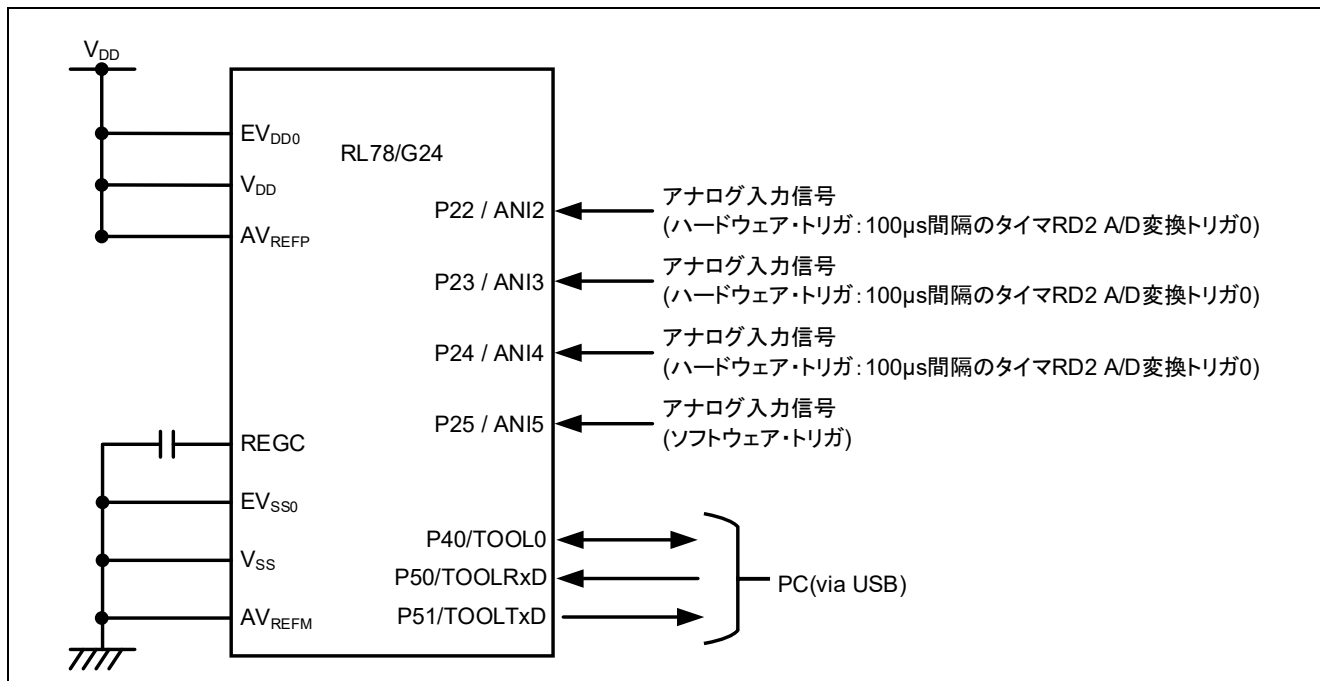 VDD
EVDD0
RL78/G24
VDD
AVREFP
P22 / ANI2
アナログ入力信号
(ハードウェア・トリガ:100µs間隔のタイマRD2 A/D変換トリガ0)
P23 / ANI3
アナログ入力信号
(ハードウェア・トリガ:100µs間隔のタイマRD2 A/D変換トリガ0)
P24 / ANI4
アナログ入力信号
(ハードウェア・トリガ:100µs間隔のタイマRD2 A/D変換トリガ0)
P25 / ANI5
アナログ入力信号
(ソフトウェア・トリガ)
REGC
EVSS0
VSS
AVREFM
P40/TOOL0
P50/TOOLRxD
P51/TOOLTxD
PC(via USB)